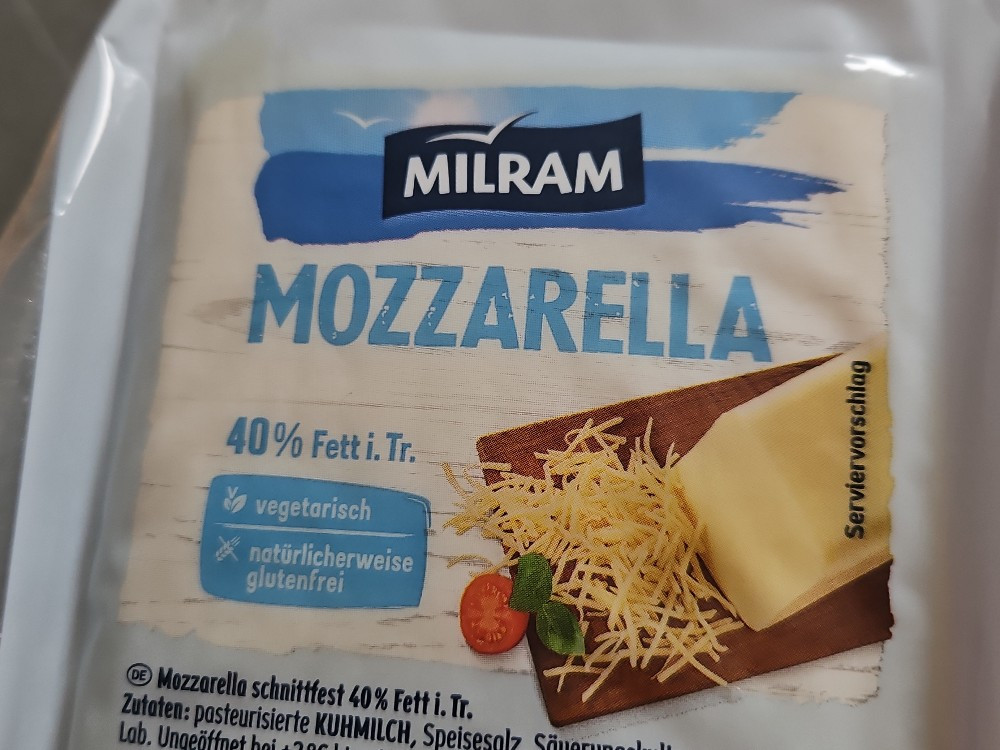 MILRAM
MOZZARELLA
40% Fett i. Tr.
vegetarisch
natürlicherweise
glutenfrei
Serviervorschlag
DE Mozzarella schnittfest 40% Fett i. Tr.
Zutaten: pasteurisierte KUHMILCH, Speisesalz,
Lab. Ungeöffnet bei